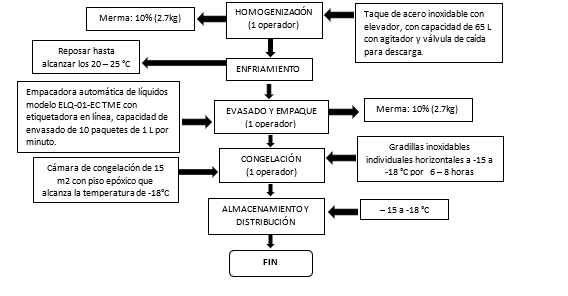 Merma: 10% (2.7kg)
HOMOGENIZACIÓN
(1 operador)
Taque de acero inoxidable con
elevador, con capacidad de 65 L
con agitador y válvula de caída
para descarga.
Reposar hasta
alcanzar los 20 – 25 °C
ENFRIAMIENTO
Empacadora automática de líquidos
modelo ELQ-01-EC TME con
etiquetadora en línea, capacidad de
envasado de 10 paquetes de 1 L por
minuto.
EVASADO Y EMPAQUE
(1 operador)
Merma: 10% (2.7kg)
Cámara de congelación de 15
m2 con piso epóxico que
alcanza la temperatura de -18°C
CONGELACIÓN
(1 operador)
Gradillas inoxidables
individuales horizontales a -15 a
-18 °C por 6 – 8 horas
ALMACENAMIENTO Y
DISTRIBUCIÓN
– 15 a -18 °C
FIN